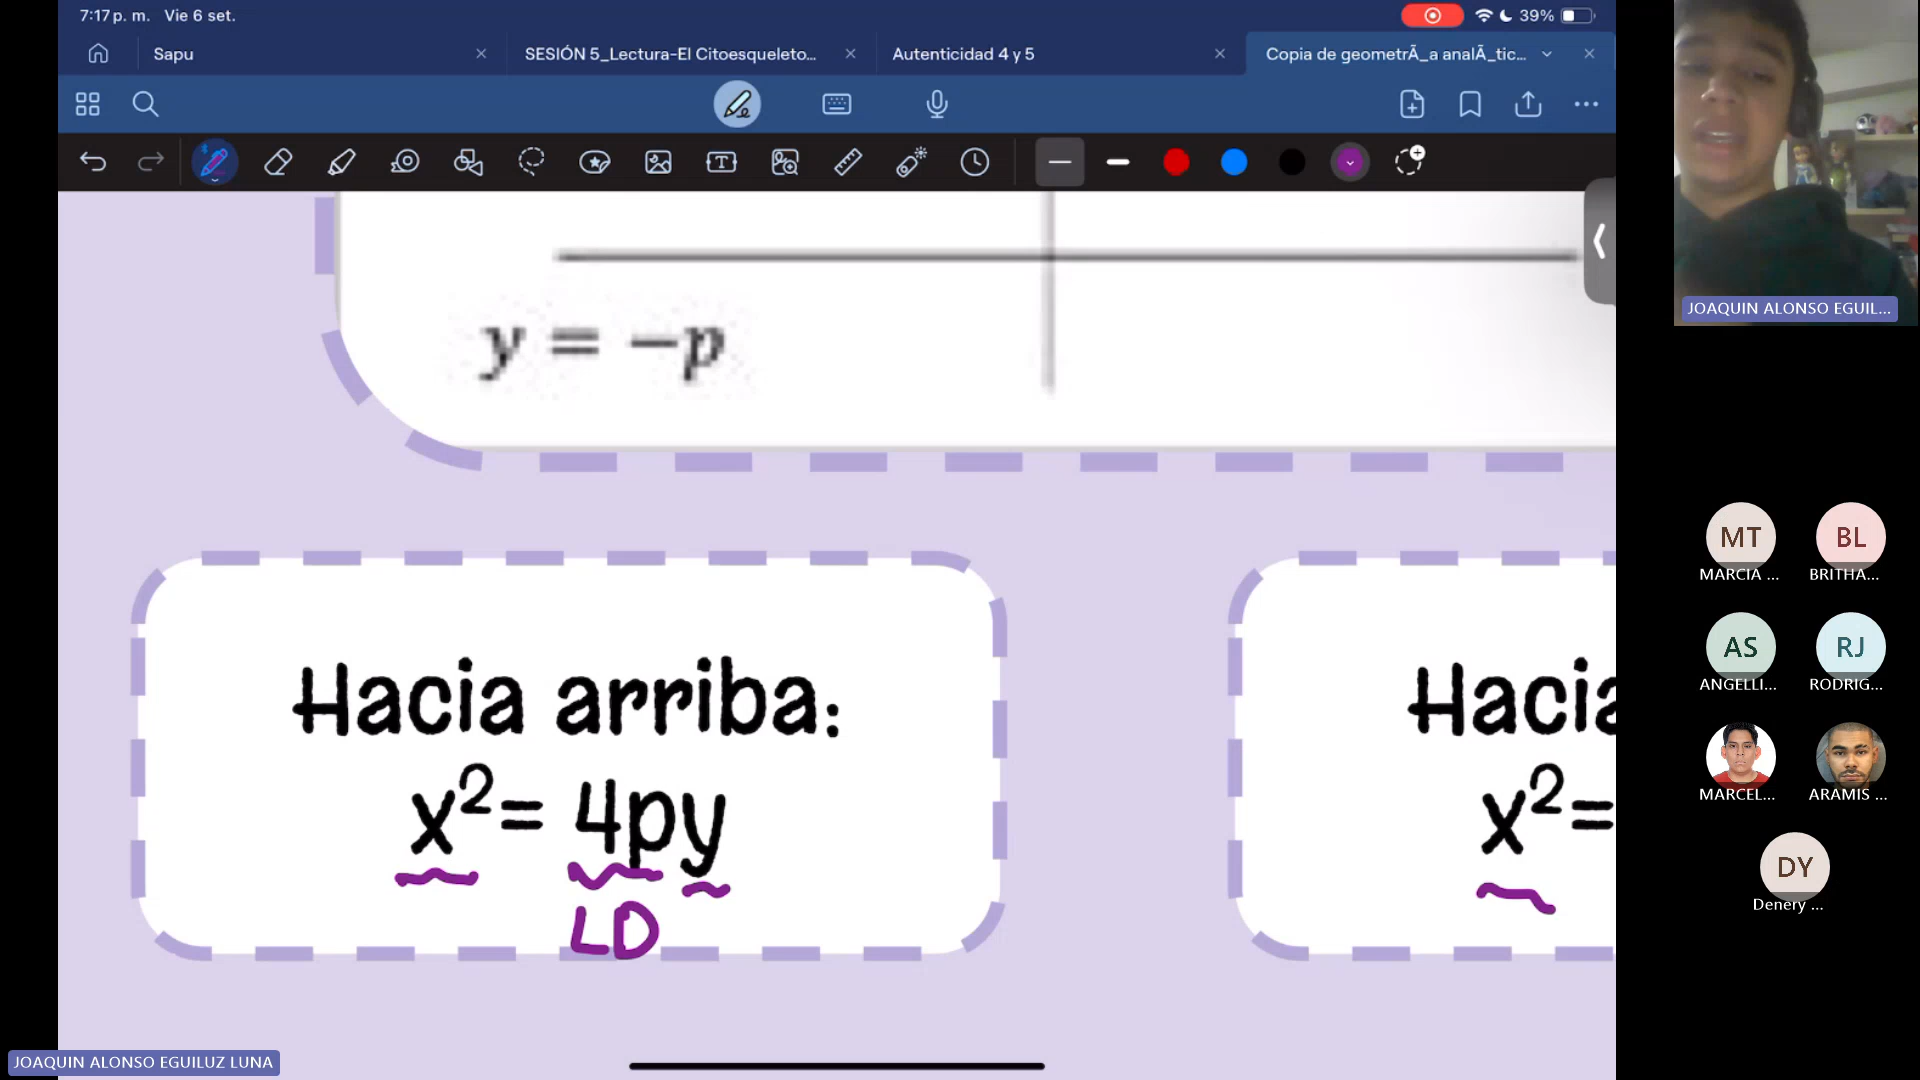 7:17 p. m. Vie 6 set.
39%
Sapu
SESIÓN 5_Lectura-El Citoesqueleto...
Autenticidad 4 y 5
Copia de geometrÃ_a analÃ_tic...
y = -p
Hacia arriba:
x²= 4py
LD
Hacia
x²=
JOAQUIN ALONSO EGUIL...
MT
MARCIA ...
BL
BRITHA...
AS
ANGELLI...
RJ
RODRIG...
MARCEL...
ARAMIS ...
DY
Denery ...
JOAQUIN ALONSO EGUILUZ LUNA